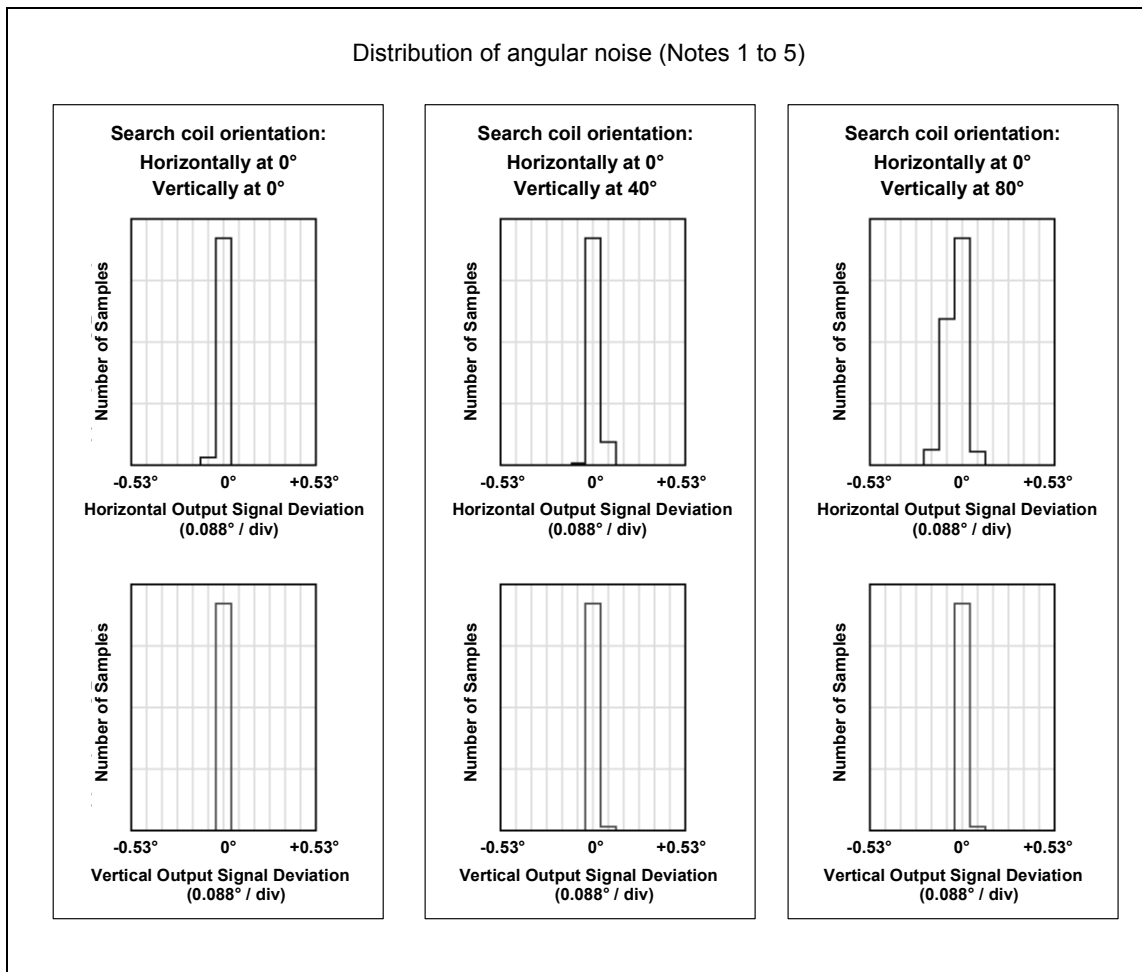 Distribution of angular noise (Notes 1 to 5)
Search coil orientation:
Horizontally at 0°
Vertically at 0°
Number of Samples
-0.53° 0° +0.53°
Horizontal Output Signal Deviation
(0.088° / div)
Number of Samples
-0.53° 0° +0.53°
Vertical Output Signal Deviation
(0.088° / div)
Search coil orientation:
Horizontally at 0°
Vertically at 40°
Number of Samples
-0.53° 0° +0.53°
Horizontal Output Signal Deviation
(0.088° / div)
Number of Samples
-0.53° 0° +0.53°
Vertical Output Signal Deviation
(0.088° / div)
Search coil orientation:
Horizontally at 0°
Vertically at 80°
Number of Samples
-0.53° 0° +0.53°
Horizontal Output Signal Deviation
(0.088° / div)
Number of Samples
-0.53° 0° +0.53°
Vertical Output Signal Deviation
(0.088° / div)